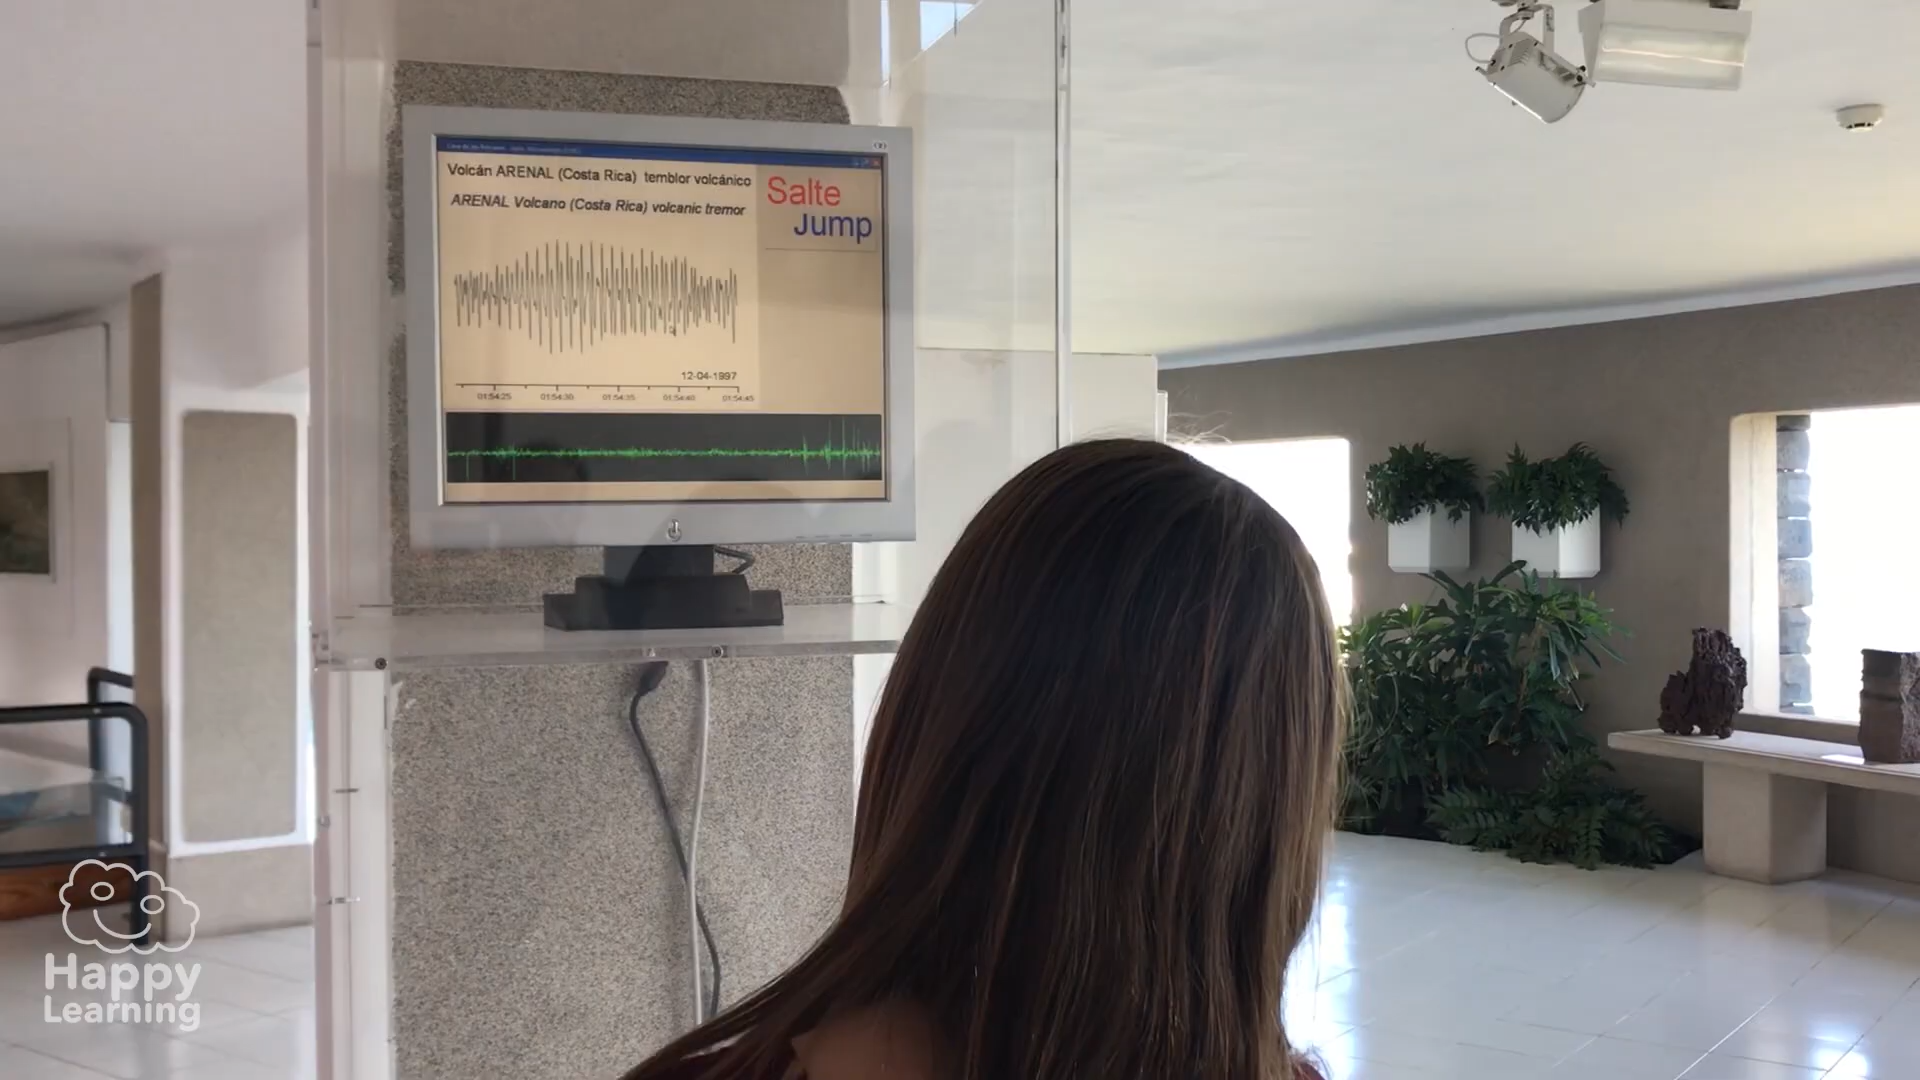 Volcán ARENAL (Costa Rica) temblor volcánico
ARENAL Volcano (Costa Rica) volcanic tremor
Salte
Jump
12-04-1997
01:54:25 01:54:30 01:54:35 01:54:40 01:54:45
Happy
Learning